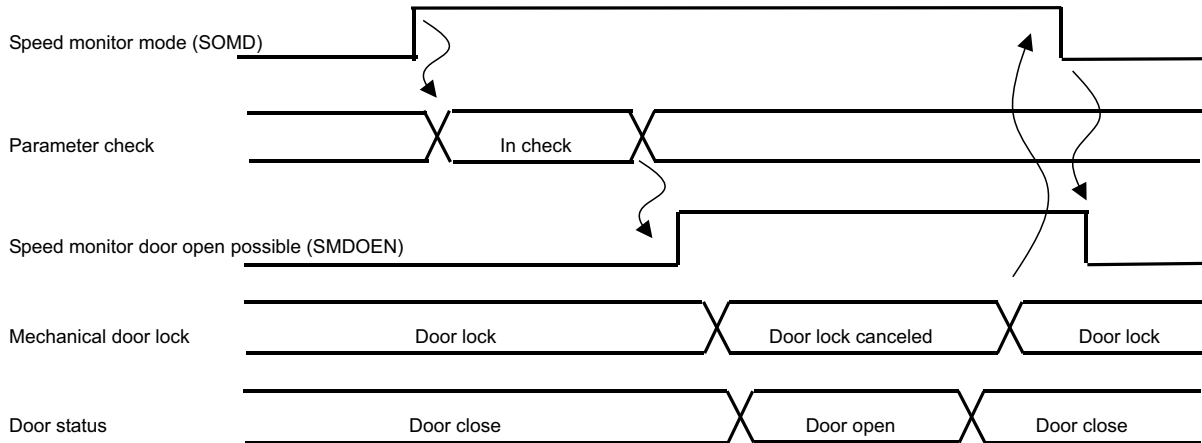 Speed monitor mode (SOMD)
Parameter check
In check
Speed monitor door open possible (SMDOEN)
Mechanical door lock
Door lock
Door lock canceled
Door lock
Door status
Door close
Door open
Door close